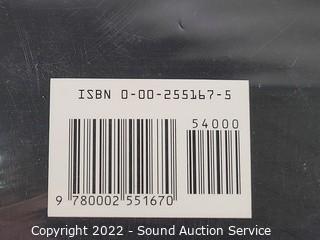 ISBN 0-00-255167-5
54000
9 780002 551670
Copyright 2022 - Sound Auction Service